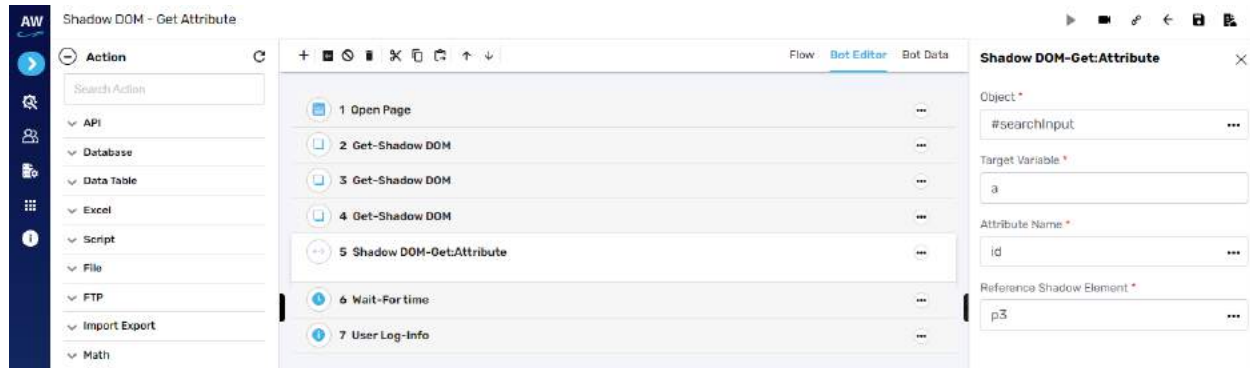 AW
Shadow DOM - Get Attribute
Action
Search Action
API
Database
Data Table
Excel
Script
File
FTP
Import Export
Math
Flow Bot Editor Bot Data
1 Open Page
2 Get-Shadow DOM
3 Get-Shadow DOM
4 Get-Shadow DOM
5 Shadow DOM-Get:Attribute
6 Wait-For time
7 User Log-Info
Shadow DOM-Get:Attribute
Object *
#searchInput
Target Variable *
a
Attribute Name *
id
Reference Shadow Element *
p3